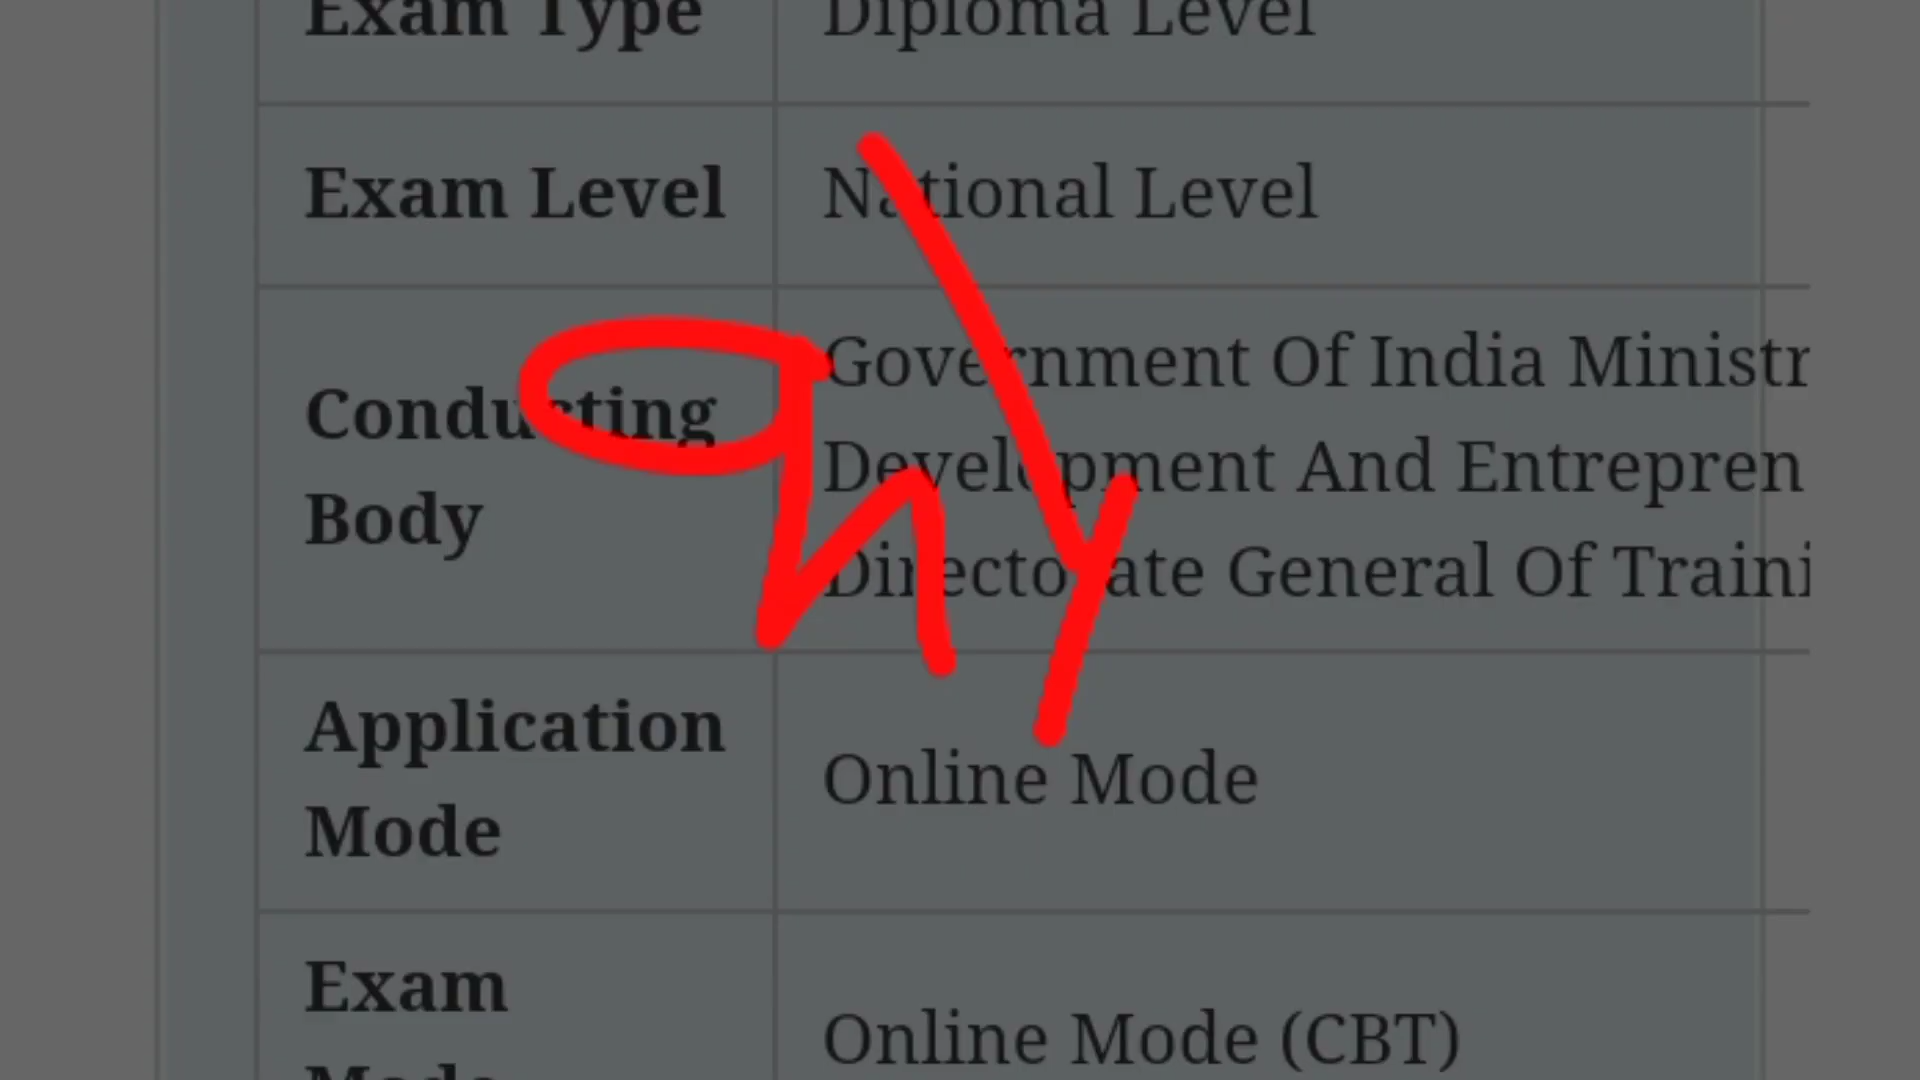 Exam Type Diploma Level
Exam Level National Level
Conducting Body
Government Of India Ministr
Development And Entrepren
Directorate General Of Traini
Application Mode
Online Mode
Exam Mode
Online Mode (CBT)